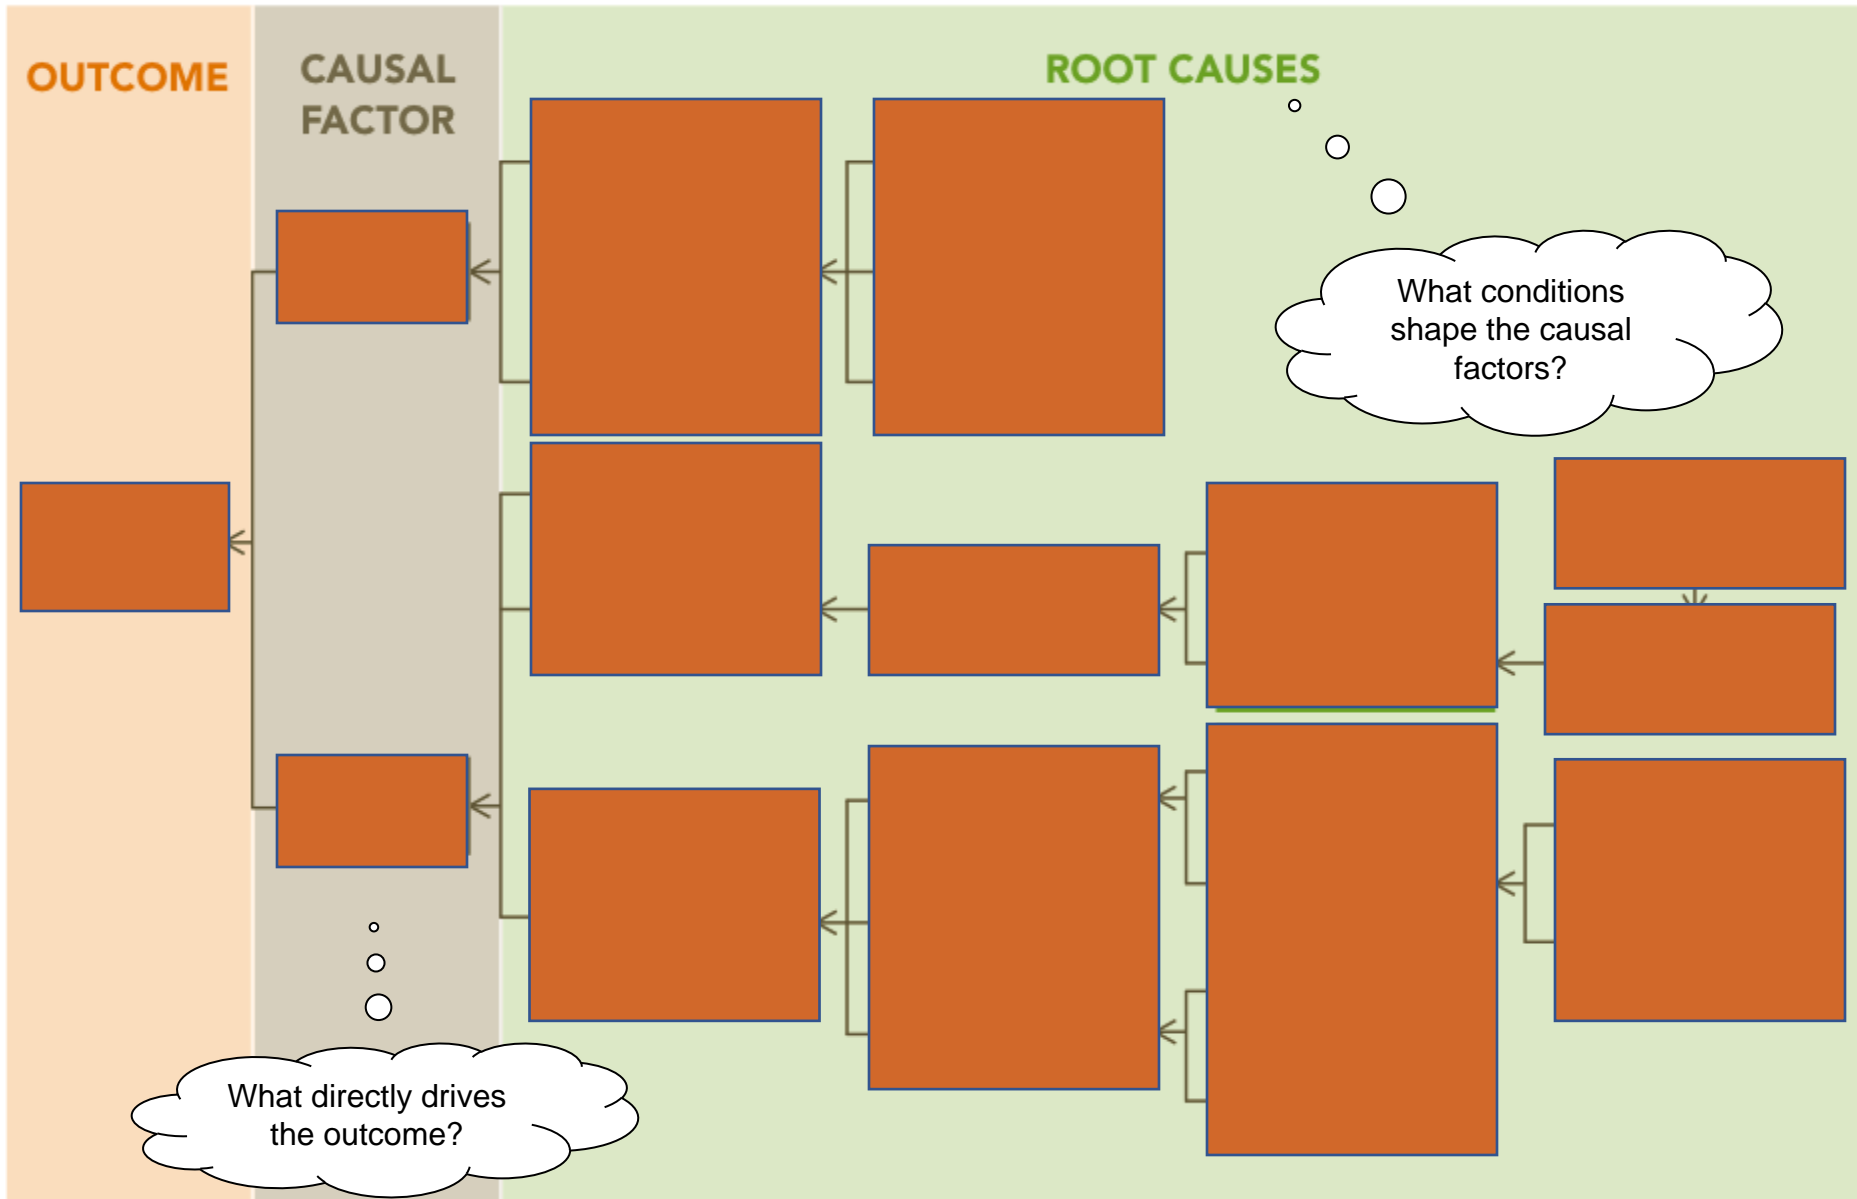 OUTCOME
CAUSAL
FACTOR
ROOT CAUSES
What conditions
shape the causal
factors?
What directly drives
the outcome?